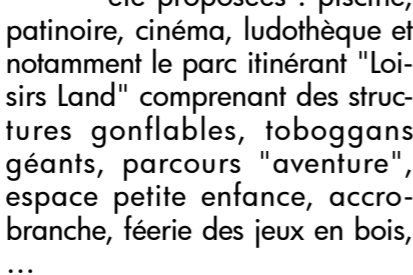 été proposées : piscine,
patinoire, cinéma, ludothèque et
notamment le parc itinérant "Loi-
sirs Land" comprenant des struc-
tures gonflables, toboggans
géants, parcours "aventure",
espace petite enfance, accro-
branche, féerie des jeux en bois,
...